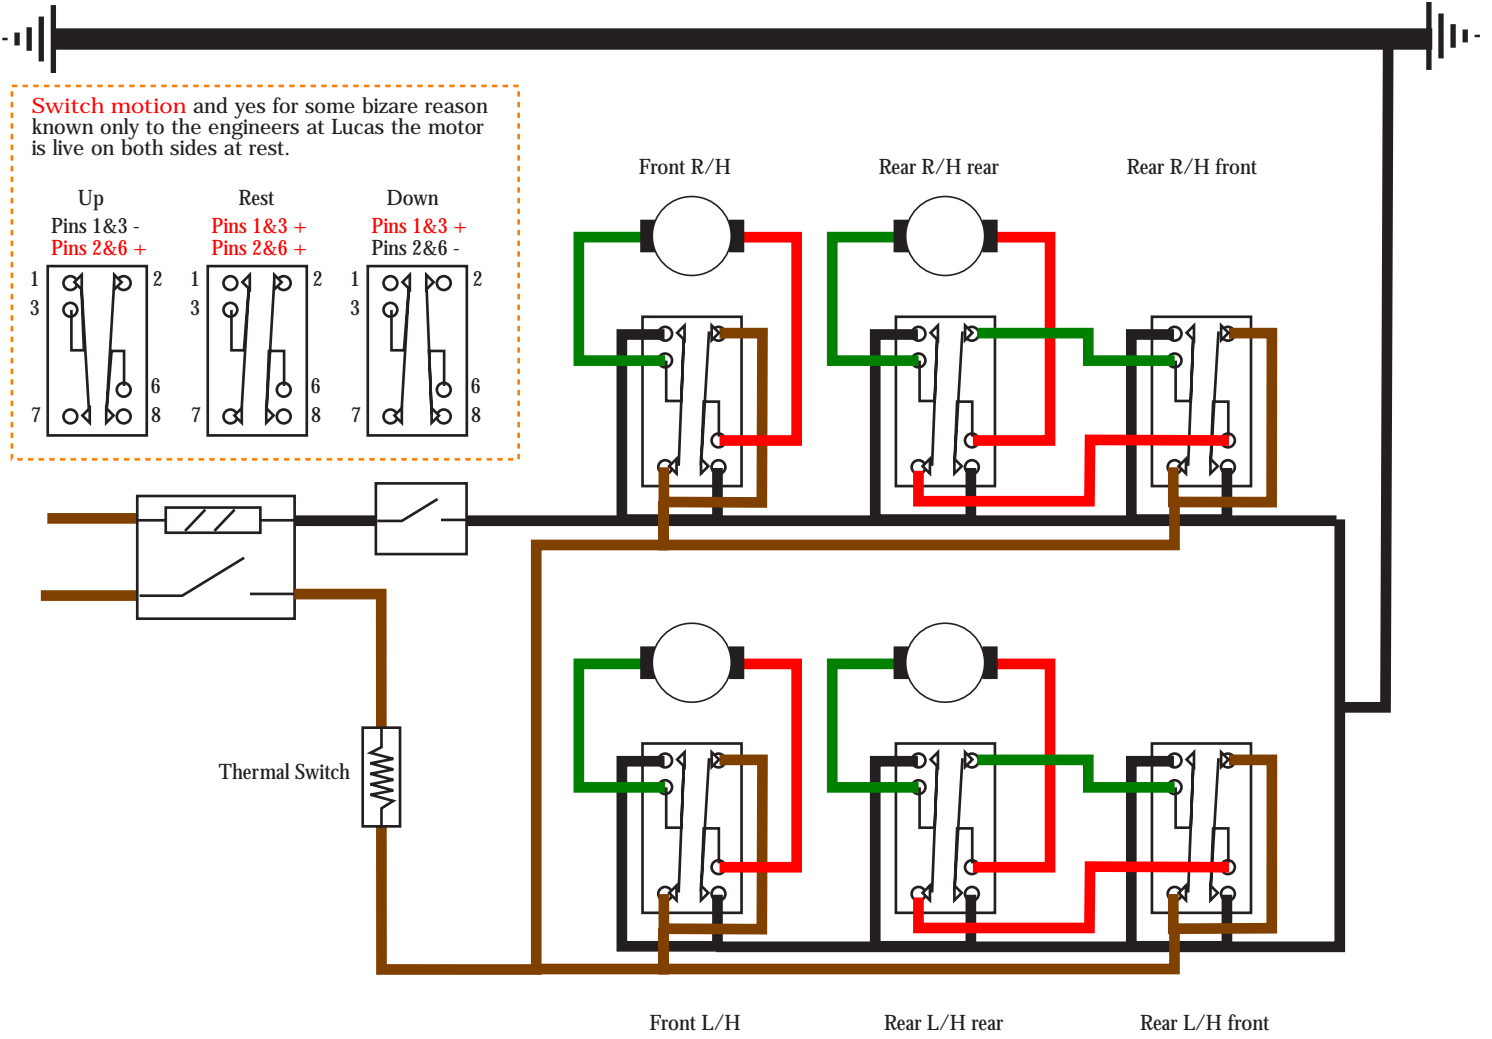 Switch motion and yes for some bizare reason
known only to the engineers at Lucas the motor
is live on both sides at rest.
Up
Pins 1&3 -
Pins 2&6 +
1
2
3
6
7
8
Rest
Pins 1&3 +
Pins 2&6 +
1
2
3
6
7
8
Down
Pins 1&3 +
Pins 2&6 -
1
2
3
6
7
8
Front R/H
Rear R/H rear
Rear R/H front
Thermal Switch
Front L/H
Rear L/H rear
Rear L/H front